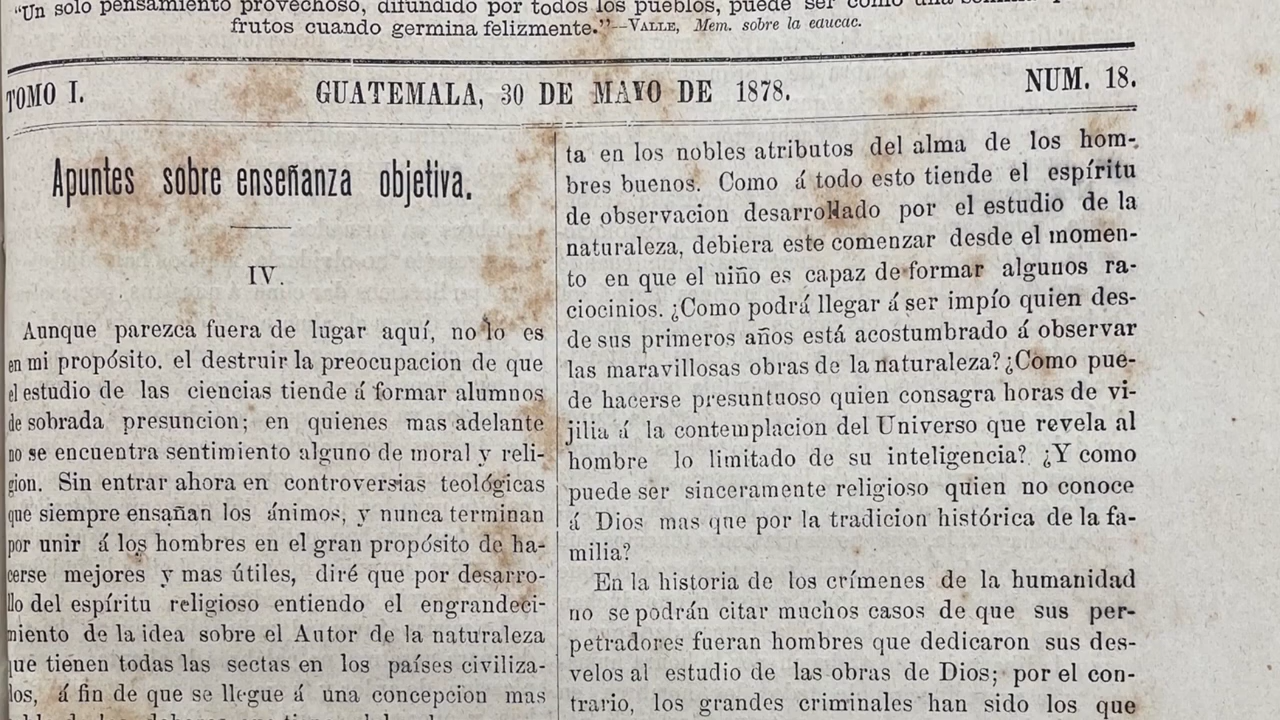 "Un solo pensamiento provechoso, difundido por todos los pueblos, puede ser como una
frutos cuando germina felizmente."—VALLE, Mem. sobre la eaucac.
TOMO I.
GUATEMALA, 30 DE MAYO DE 1878.
NUM. 18.
Apuntes sobre enseñanza objetiva.
IV.
Aunque parezca fuera de lugar aquí, no lo es
en mi propósito. el destruir la preocupacion de que
el estudio de las ciencias tiende á formar alumnos
de sobrada presuncion; en quienes mas adelante
no se encuentra sentimiento alguno de moral y reli-
gion. Sin entrar ahora en controversias teológicas
que siempre ensañan los ánimos, y nunca terminan
por unir á los hombres en el gran propósito de ha-
cerse mejores y mas útiles, diré que por desarro-
llo del espíritu religioso entiendo el engrandeci-
miento de la idea sobre el Autor de la naturaleza
que tienen todas las sectas en los países civiliza-
los, á fin de que se llegue á una concepcion mas
ta en los nobles atributos del alma de los hom-
bres buenos. Como á todo esto tiende el espíritu
de observacion desarrollado por el estudio de la
naturaleza, debiera este comenzar desde el momen-
to en que el niño es capaz de formar algunos ra-
ciocinios. ¿Como podrá llegar á ser impío quien des-
de sus primeros años está acostumbrado á observar
las maravillosas obras de la naturaleza? ¿Como pue-
de hacerse presuntuoso quien consagra horas de vi-
jilia á la contemplacion del Universo que revela al
hombre lo limitado de su inteligencia? ¿Y como
puede ser sinceramente religioso quien no conoce
á Dios mas que por la tradicion histórica de la fa-
milia?
En la historia de los crímenes de la humanidad
no se podrán citar muchos casos de que sus per-
petradores fueran hombres que dedicaron sus des-
velos al estudio de las obras de Dios; por el con-
trario, los grandes criminales han sido los que